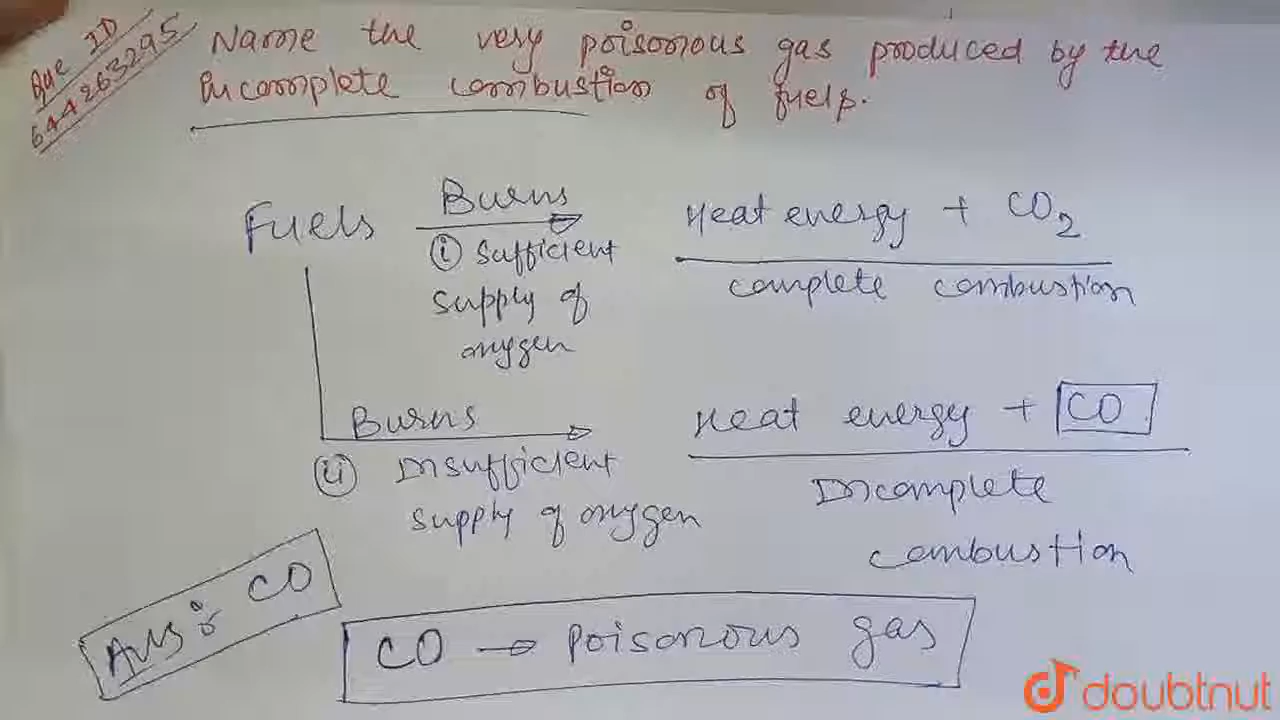 Que ID
644263295
Name the very poisonous gas produced by the
Incomplete combustion of fuels.
Fuels
Burns
(i) Sufficient
supply of
oxygen
Heat energy + CO2
complete combustion
Burns
(ii) Insufficient
supply of oxygen
Heat energy + CO
Incomplete
combustion
Ans: CO
CO → Poisonous gas
doubtnut